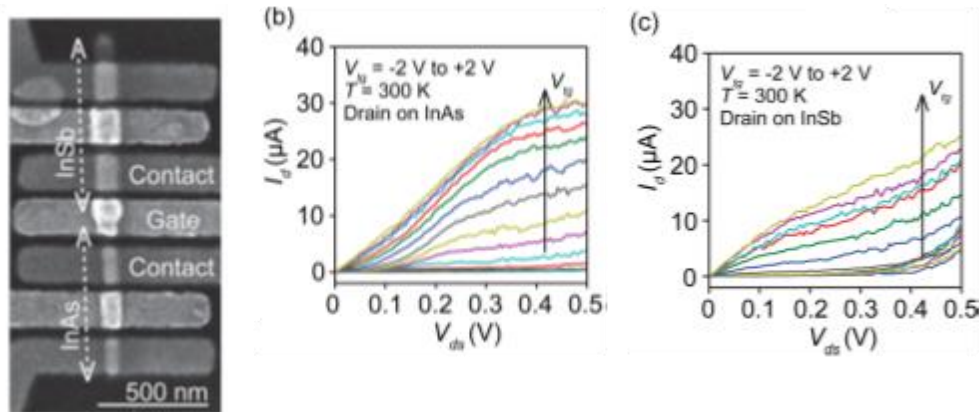 InSb
InAs
Contact
Gate
Contact
500 nm
(b)
40
30
20
10
0
I_d (µA)
V_tg = -2 V to +2 V
T = 300 K
Drain on InAs
V_tg
0 0.1 0.2 0.3 0.4 0.5
V_ds (V)
(c)
40
30
20
10
0
I_d (µA)
V_tg = -2 V to +2 V
T = 300 K
Drain on InSb
V_tg
0 0.1 0.2 0.3 0.4 0.5
V_ds (V)